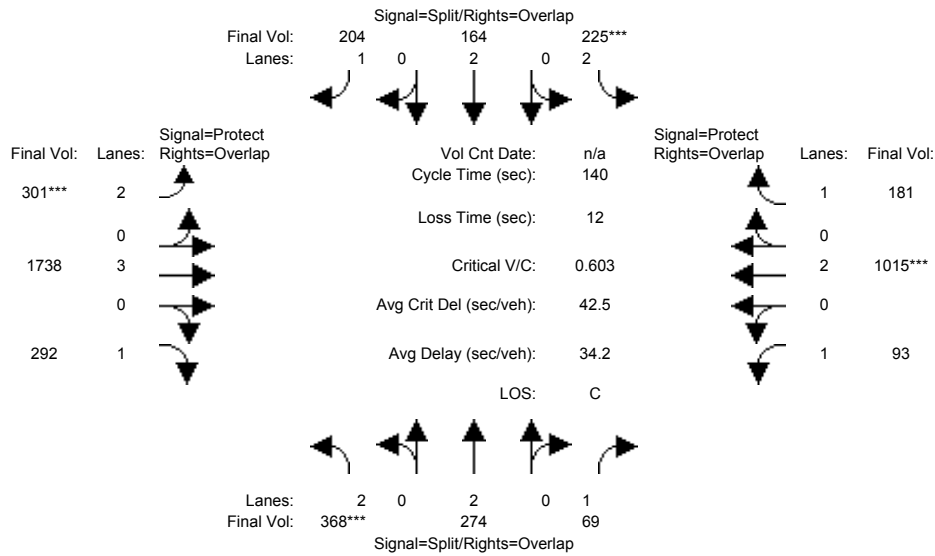 Signal=Split/Rights=Overlap
Final Vol: 204 164 225***
Lanes: 1 0 2 0 2
Signal=Protect Signal=Protect
Final Vol: Lanes: Rights=Overlap Vol Cnt Date: n/a Rights=Overlap Lanes: Final Vol:
Cycle Time (sec): 140
301*** 2 1 181
Loss Time (sec): 12
0 0
1738 3 Critical V/C: 0.603 2 1015***
0 Avg Crit Del (sec/veh): 42.5 0
292 1 Avg Delay (sec/veh): 34.2 1 93
LOS: C
Lanes: 2 0 2 0 1
Final Vol: 368*** 274 69
Signal=Split/Rights=Overlap